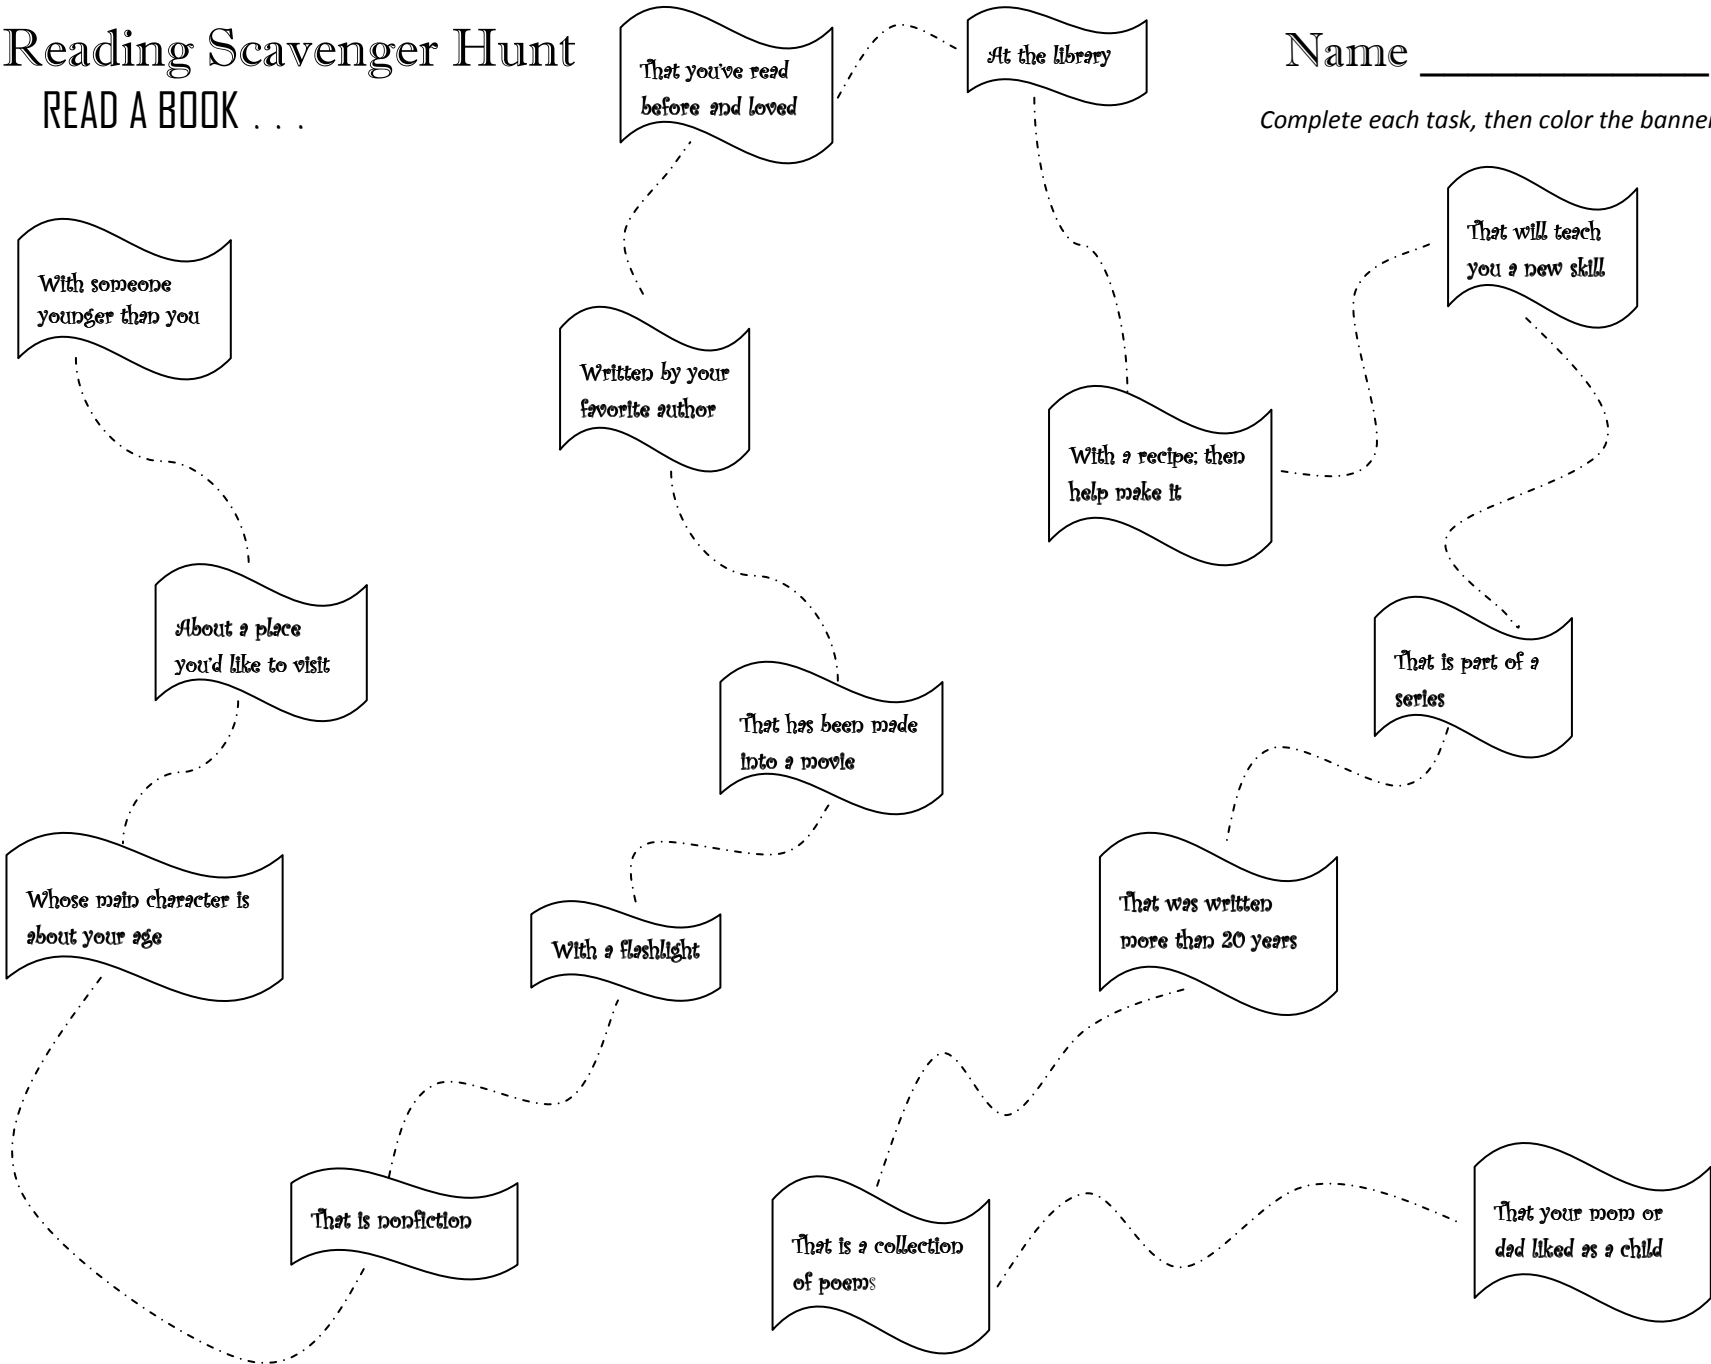 Reading Scavenger Hunt
READ A BOOK . . .
Name _______________
Complete each task, then color the banner
With someone
younger than you
About a place
you'd like to visit
Whose main character is
about your age
That is nonfiction
With a flashlight
That has been made
into a movie
Written by your
favorite author
That you've read
before and loved
At the library
With a recipe; then
help make it
That will teach
you a new skill
That is part of a
series
That was written
more than 20 years
That is a collection
of poems
That your mom or
dad liked as a child